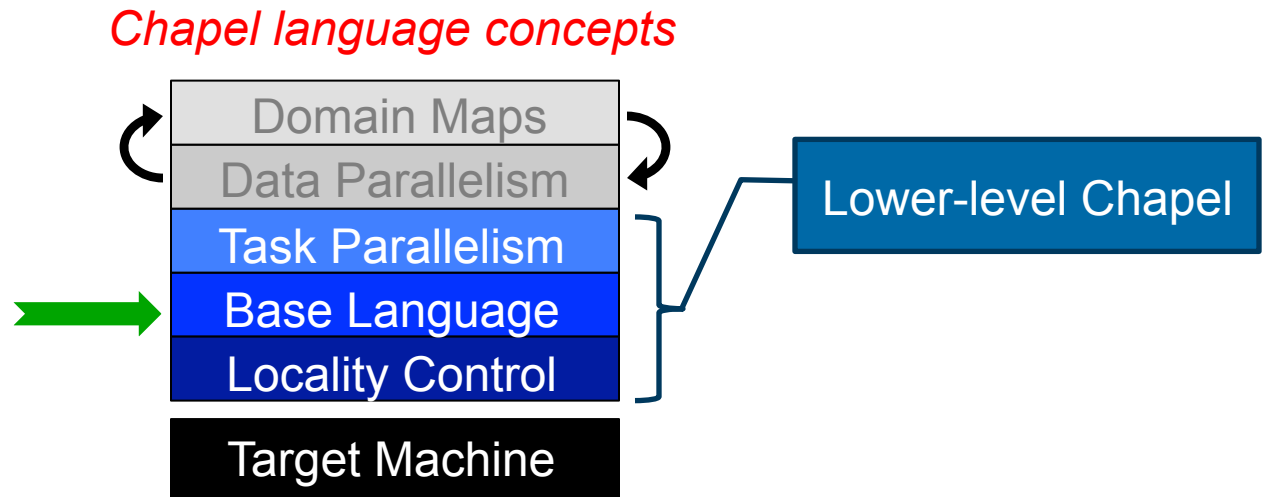 Chapel language concepts
Domain Maps
Data Parallelism
Task Parallelism
Base Language
Locality Control
Target Machine
Lower-level Chapel